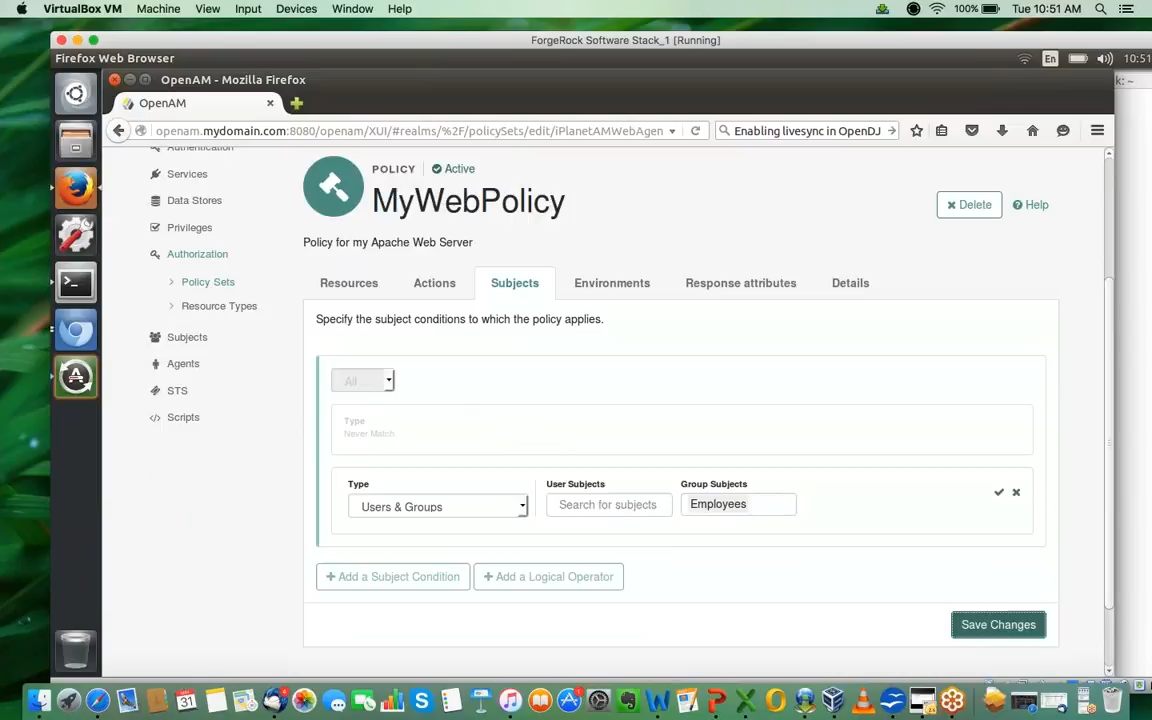 VirtualBox VM Machine View Input Devices Window Help 100% Tue 10:51 AM
ForgeRock Software Stack_1 [Running]
Firefox Web Browser En 10:51
OpenAM - Mozilla Firefox k: ~
OpenAM
openam.mydomain.com:8080/openam/XUI/#realms/%2F/policySets/edit/iPlanetAMWebAgen Enabling livesync in OpenDJ
Authentication
Services
Data Stores
Privileges
Authorization
Policy Sets
Resource Types
Subjects
Agents
STS
Scripts
POLICY Active
MyWebPolicy
Delete Help
Policy for my Apache Web Server
Resources Actions Subjects Environments Response attributes Details
Specify the subject conditions to which the policy applies.
All
Type
Never Match
Type User Subjects Group Subjects
Users & Groups Search for subjects Employees
+ Add a Subject Condition + Add a Logical Operator
Save Changes